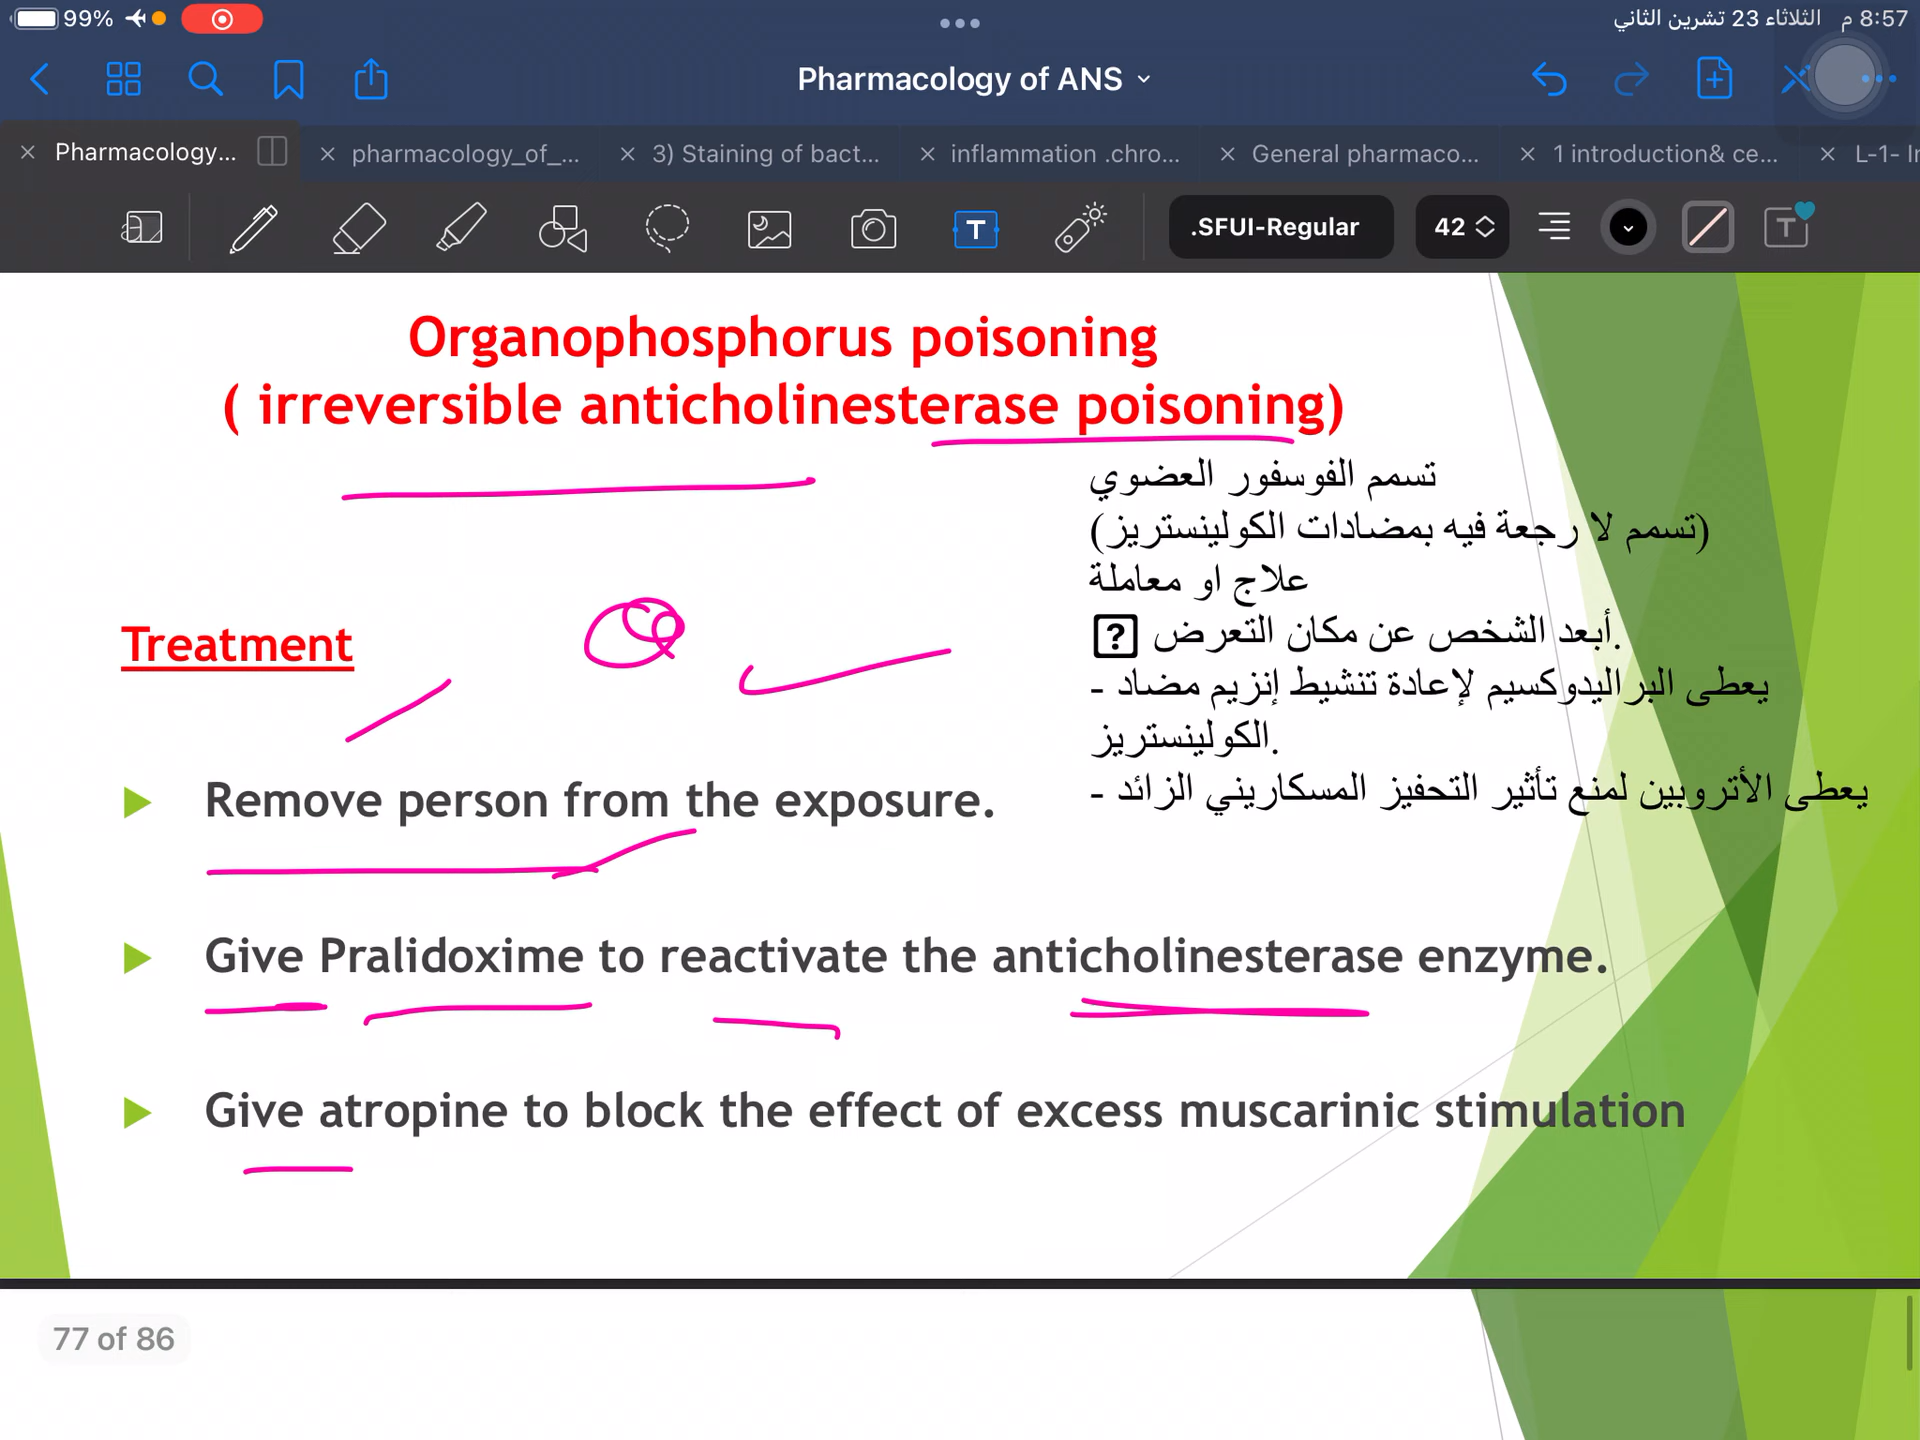 99%
8:57 م الثلاثاء 23 تشرين الثاني
Pharmacology of ANS
Pharmacology...
pharmacology_of_...
3) Staining of bact...
inflammation .chro...
General pharmaco...
1 introduction& ce...
L-1- Ir
.SFUI-Regular
42
Organophosphorus poisoning
( irreversible anticholinesterase poisoning)
تسمم الفوسفور العضوي
(تسمم لا رجعة فيه بمضادات الكولينستريز)
علاج او معاملة
? أبعد الشخص عن مكان التعرض.
- يعطى البراليدوكسيم لإعادة تنشيط إنزيم مضاد
الكولينستريز.
- يعطى الأتروبين لمنع تأثير التحفيز المسكاريني الزائد
Treatment
Remove person from the exposure.
Give Pralidoxime to reactivate the anticholinesterase enzyme.
Give atropine to block the effect of excess muscarinic stimulation
77 of 86